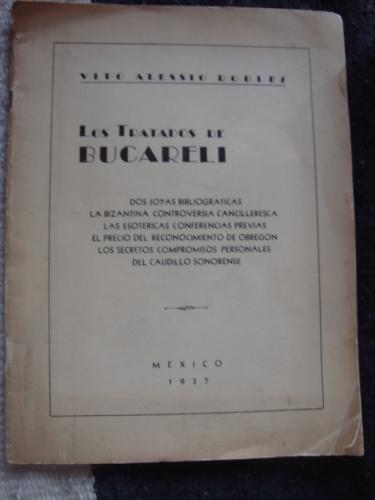 VITO ALESSIO ROBLES
LOS TRATADOS DE
BUCARELI
DOS JOYAS BIBLIOGRAFICAS
LA BIZANTINA CONTROVERSIA CANCILLERESCA
LAS ESOTERICAS CONFERENCIAS PREVIAS
EL PRECIO DEL RECONOCIMIENTO DE OBREGON
LOS SECRETOS COMPROMISOS PERSONALES
DEL CAUDILLO SONORENSE
MEXICO
1937